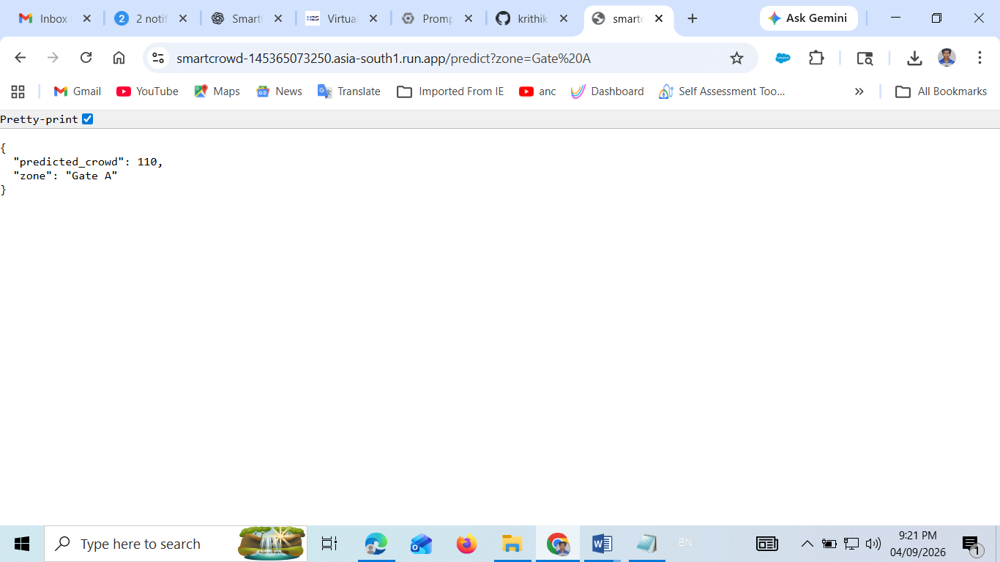 Inbox
2 2 notif
Smart
Virtual
Promp
krithik
smartc
Ask Gemini
smartcrowd-145365073250.asia-south1.run.app/predict?zone=Gate%20A
Gmail YouTube Maps News Translate Imported From IE anc Dashboard Self Assessment Too... » All Bookmarks
Pretty-print
{
"predicted_crowd": 110,
"zone": "Gate A"
}
Type here to search
EN
9:21 PM
04/09/2026
1